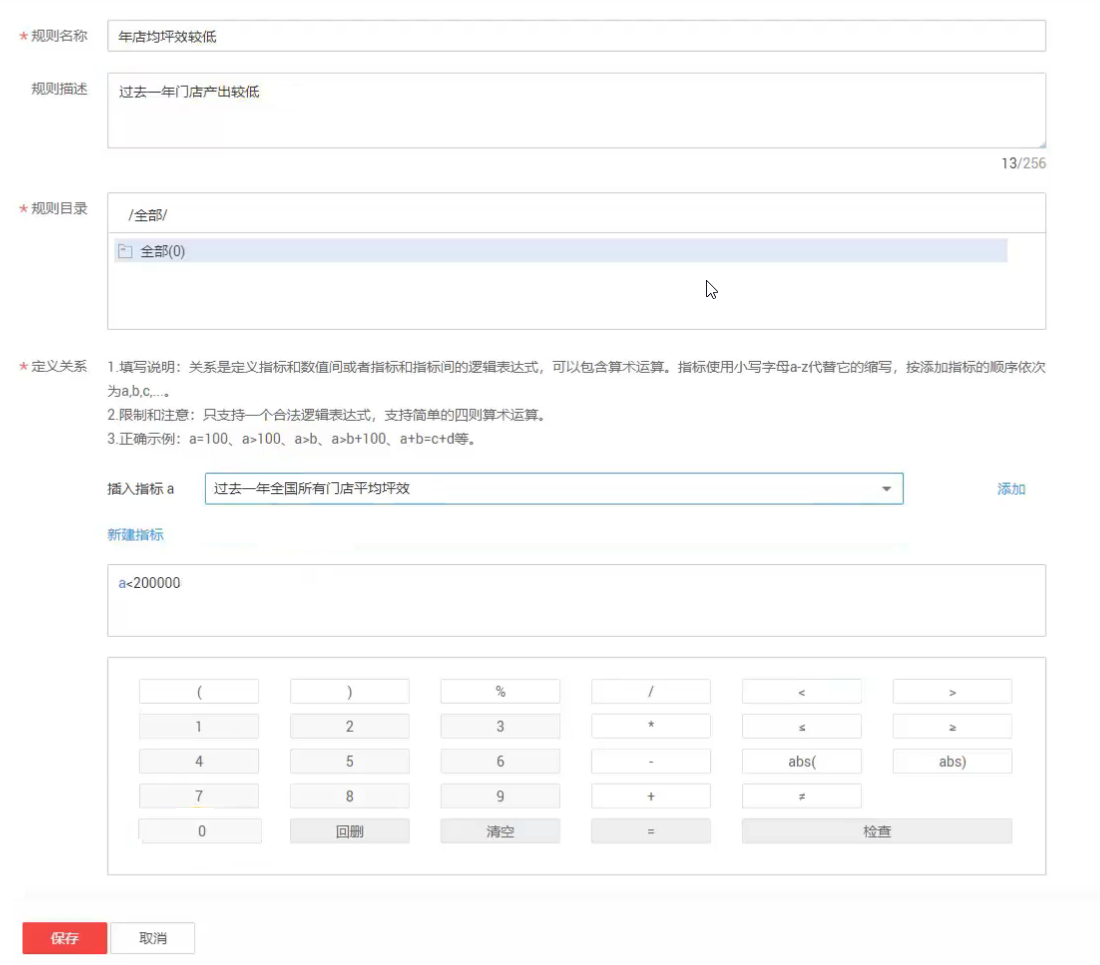 * 规则名称 年店均坪效较低
规则描述 过去一年门店产出较低
13/256
* 规则目录 /全部/
全部(0)
* 定义关系 1.填写说明：关系是定义指标和数值间或者指标和指标间的逻辑表达式，可以包含算术运算。指标使用小写字母a-z代替它的缩写，按添加指标的顺序依次
为a,b,c,...。
2.限制和注意：只支持一个合法逻辑表达式，支持简单的四则算术运算。
3.正确示例：a=100、a>100、a>b、a>b+100、a+b=c+d等。
插入指标 a 过去一年全国所有门店平均坪效 添加
新建指标
a<200000
( ) % / < >
1 2 3 * ≤ ≥
4 5 6 - abs( abs)
7 8 9 + ≠
0 回删 清空 = 检查
保存 取消